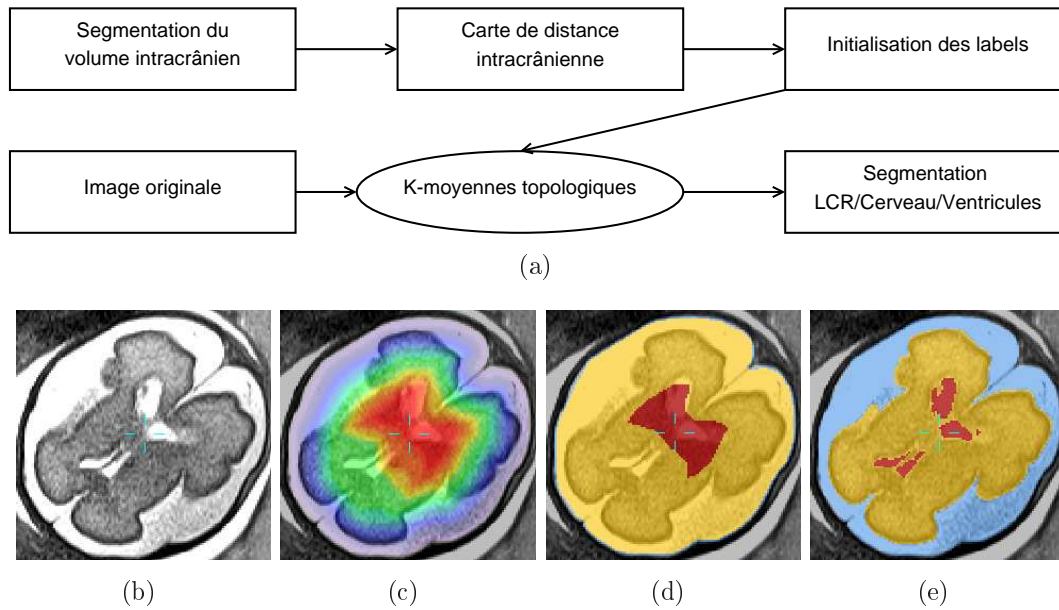 Segmentation du
volume intracrânien
Carte de distance
intracrânienne
Initialisation des labels
Image originale
K-moyennes topologiques
Segmentation
LCR/Cerveau/Ventricules
(a)
(b)
(c)
(d)
(e)